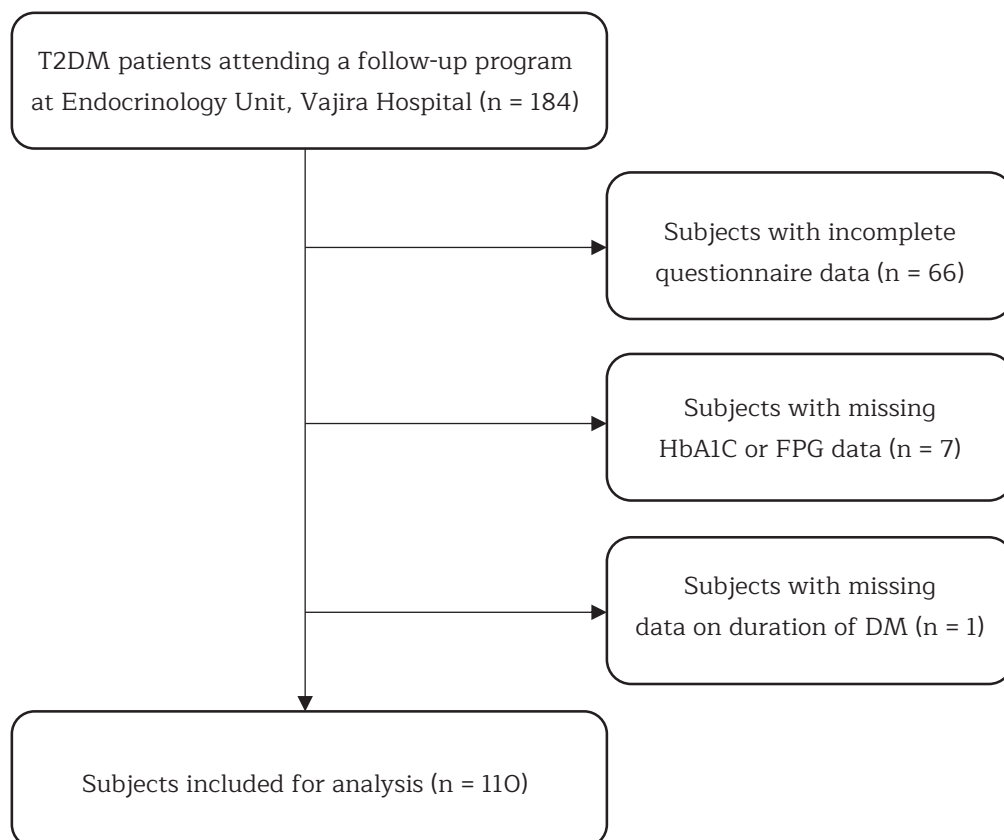 T2DM patients attending a follow-up program
at Endocrinology Unit, Vajira Hospital (n = 184)
Subjects with incomplete
questionnaire data (n = 66)
Subjects with missing
HbA1C or FPG data (n = 7)
Subjects with missing
data on duration of DM (n = 1)
Subjects included for analysis (n = 110)